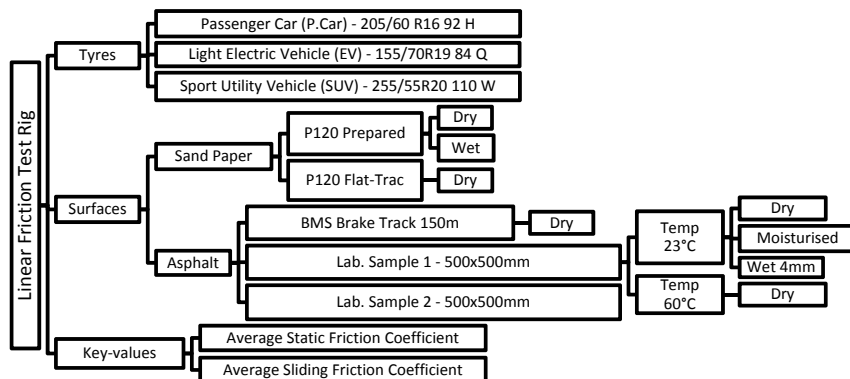 Linear Friction Test Rig
Tyres
Passenger Car (P.Car) - 205/60 R16 92 H
Light Electric Vehicle (EV) - 155/70R19 84 Q
Sport Utility Vehicle (SUV) - 255/55R20 110 W
Surfaces
Sand Paper
P120 Prepared
Dry
Wet
P120 Flat-Trac
Dry
Asphalt
BMS Brake Track 150m
Dry
Lab. Sample 1 - 500x500mm
Lab. Sample 2 - 500x500mm
Temp
23°C
Dry
Moisturised
Wet 4mm
Temp
60°C
Dry
Key-values
Average Static Friction Coefficient
Average Sliding Friction Coefficient